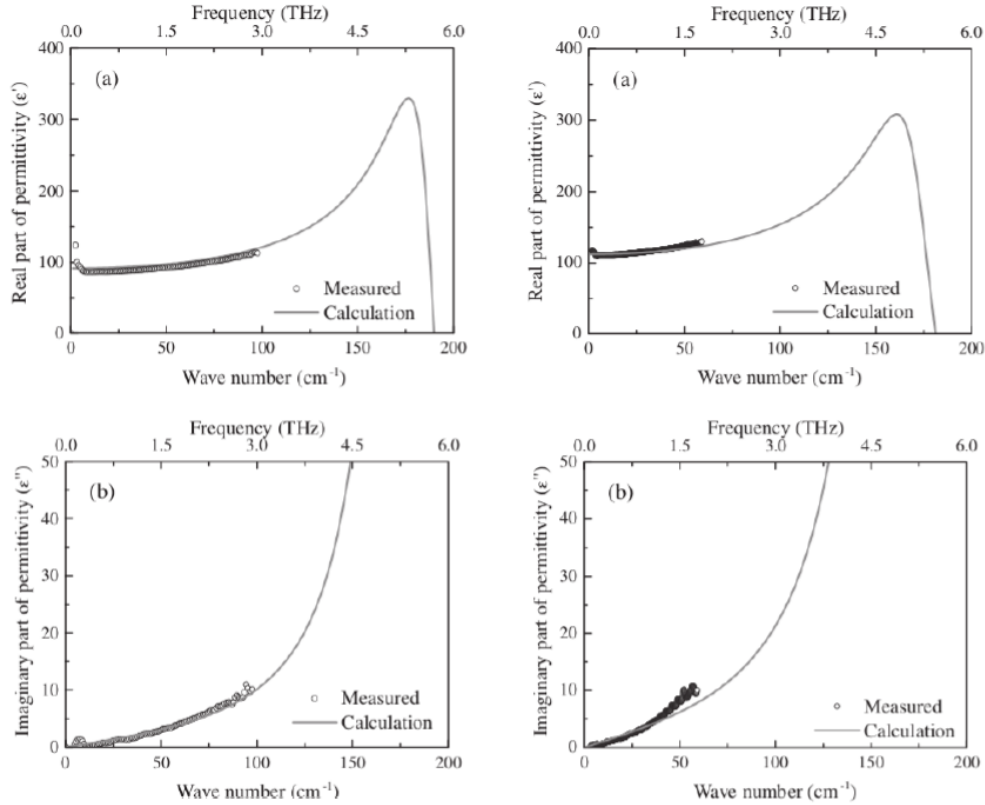 Frequency (THz)
0.0 1.5 3.0 4.5 6.0
400
300
200
100
0
Real part of permittivity (ε')
(a)
Measured
Calculation
0 50 100 150 200
Wave number (cm⁻¹)
Frequency (THz)
0.0 1.5 3.0 4.5 6.0
400
300
200
100
0
Real part of permittivity (ε')
(a)
Measured
Calculation
0 50 100 150 200
Wave number (cm⁻¹)
Frequency (THz)
0.0 1.5 3.0 4.5 6.0
50
40
30
20
10
0
Imaginary part of permittivity (ε")
(b)
Measured
Calculation
0 50 100 150 200
Wave number (cm⁻¹)
Frequency (THz)
0.0 1.5 3.0 4.5 6.0
50
40
30
20
10
0
Imaginary part of permittivity (ε")
(b)
Measured
Calculation
0 50 100 150 200
Wave number (cm⁻¹)